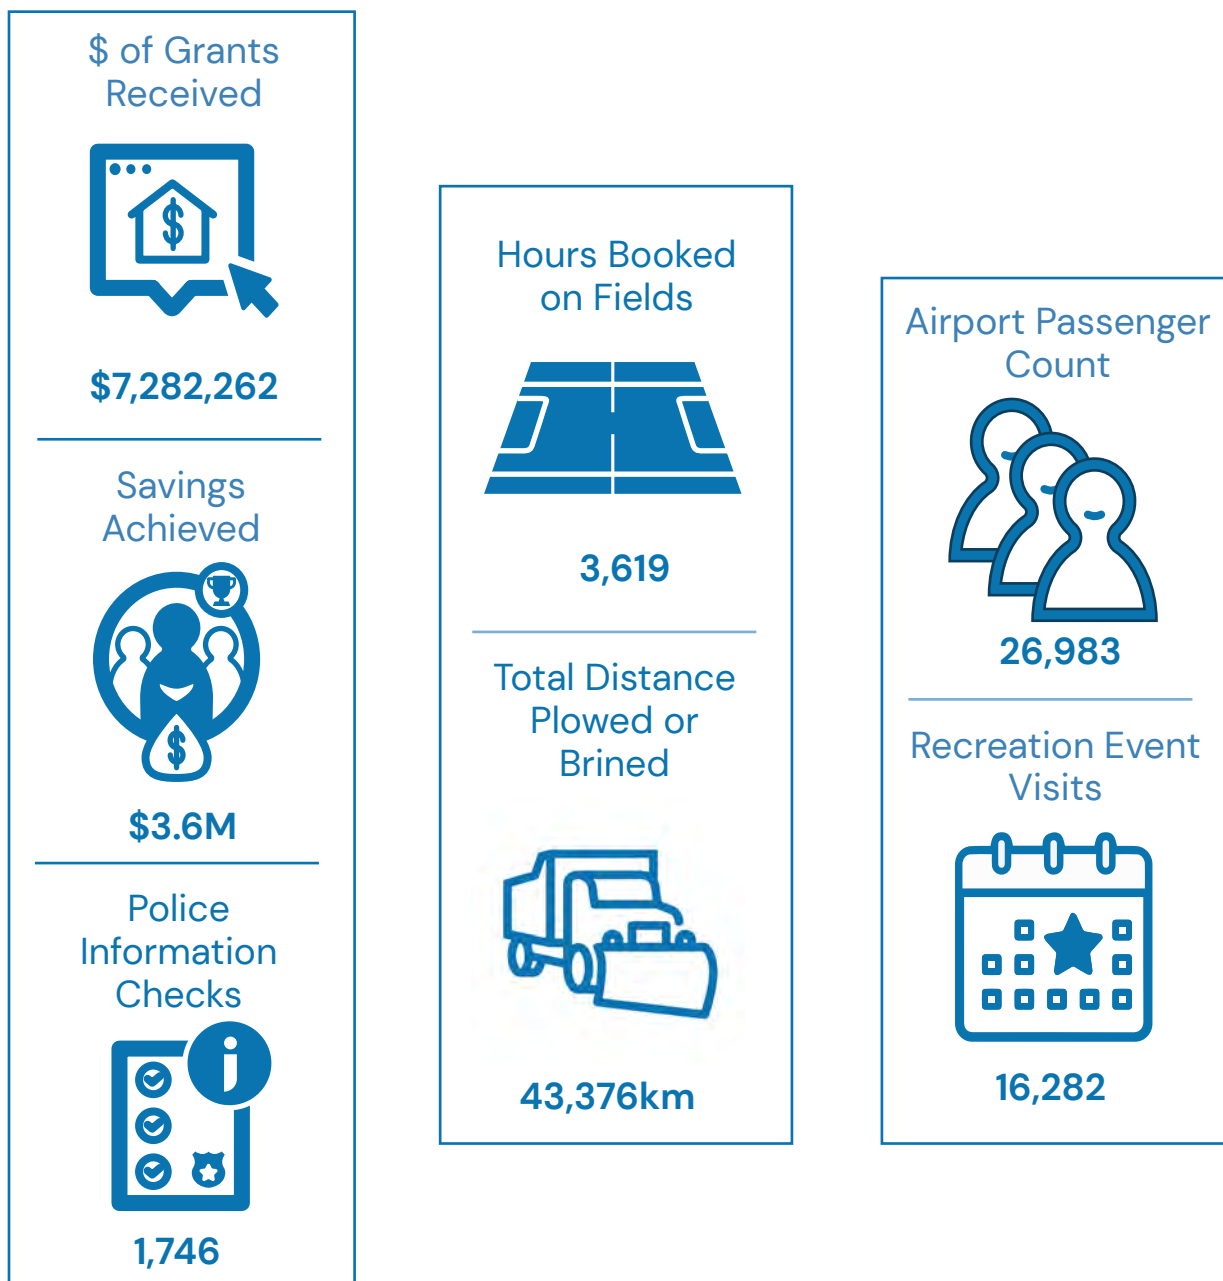 $ of Grants
Received
$
$7,282,262
Savings
Achieved
$
$3.6M
Police
Information
Checks
i
1,746
Hours Booked
on Fields
3,619
Total Distance
Plowed or
Brined
43,376km
Airport Passenger
Count
26,983
Recreation Event
Visits
16,282